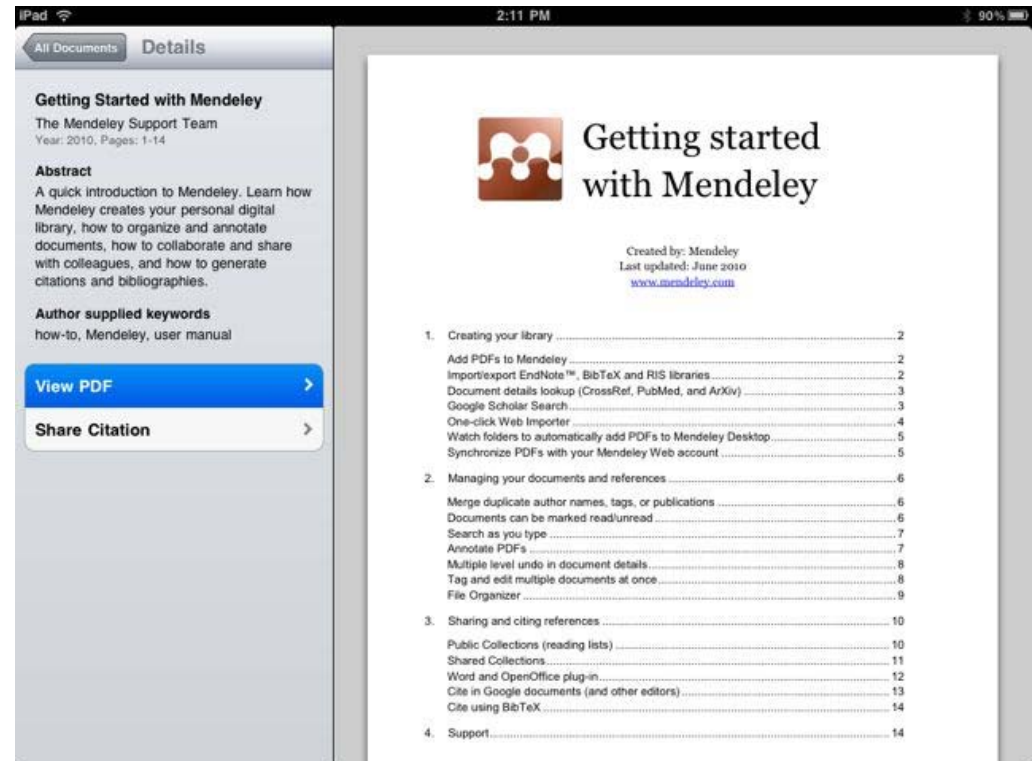 iPad 2:11 PM 90%
All Documents Details
Getting Started with Mendeley
The Mendeley Support Team
Year: 2010, Pages: 1-14
Abstract
A quick introduction to Mendeley. Learn how
Mendeley creates your personal digital
library, how to organize and annotate
documents, how to collaborate and share
with colleagues, and how to generate
citations and bibliographies.
Author supplied keywords
how-to, Mendeley, user manual
View PDF
Share Citation
Getting started
with Mendeley
Created by: Mendeley
Last updated: June 2010
www.mendeley.com
1. Creating your library 2
Add PDFs to Mendeley 2
Import/export EndNote™, BibTeX and RIS libraries 2
Document details lookup (CrossRef, PubMed, and ArXiv) 3
Google Scholar Search 3
One-click Web Importer 4
Watch folders to automatically add PDFs to Mendeley Desktop 5
Synchronize PDFs with your Mendeley Web account 5
2. Managing your documents and references 6
Merge duplicate author names, tags, or publications 6
Documents can be marked read/unread 6
Search as you type 7
Annotate PDFs 7
Multiple level undo in document details 8
Tag and edit multiple documents at once 8
File Organizer 9
3. Sharing and citing references 10
Public Collections (reading lists) 10
Shared Collections 11
Word and OpenOffice plug-in 12
Cite in Google documents (and other editors) 13
Cite using BibTeX 14
4. Support 14